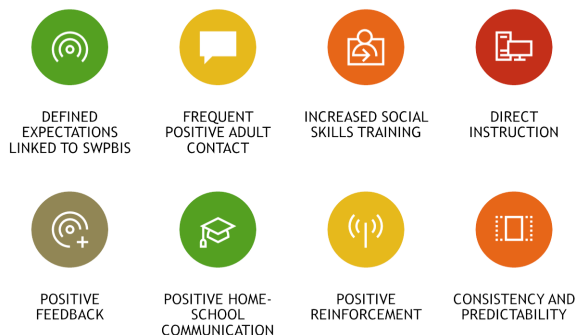 DEFINED
EXPECTATIONS
LINKED TO SWPBIS
FREQUENT
POSITIVE ADULT
CONTACT
INCREASED SOCIAL
SKILLS TRAINING
DIRECT
INSTRUCTION
POSITIVE
FEEDBACK
POSITIVE HOME-
SCHOOL
COMMUNICATION
POSITIVE
REINFORCEMENT
CONSISTENCY AND
PREDICTABILITY